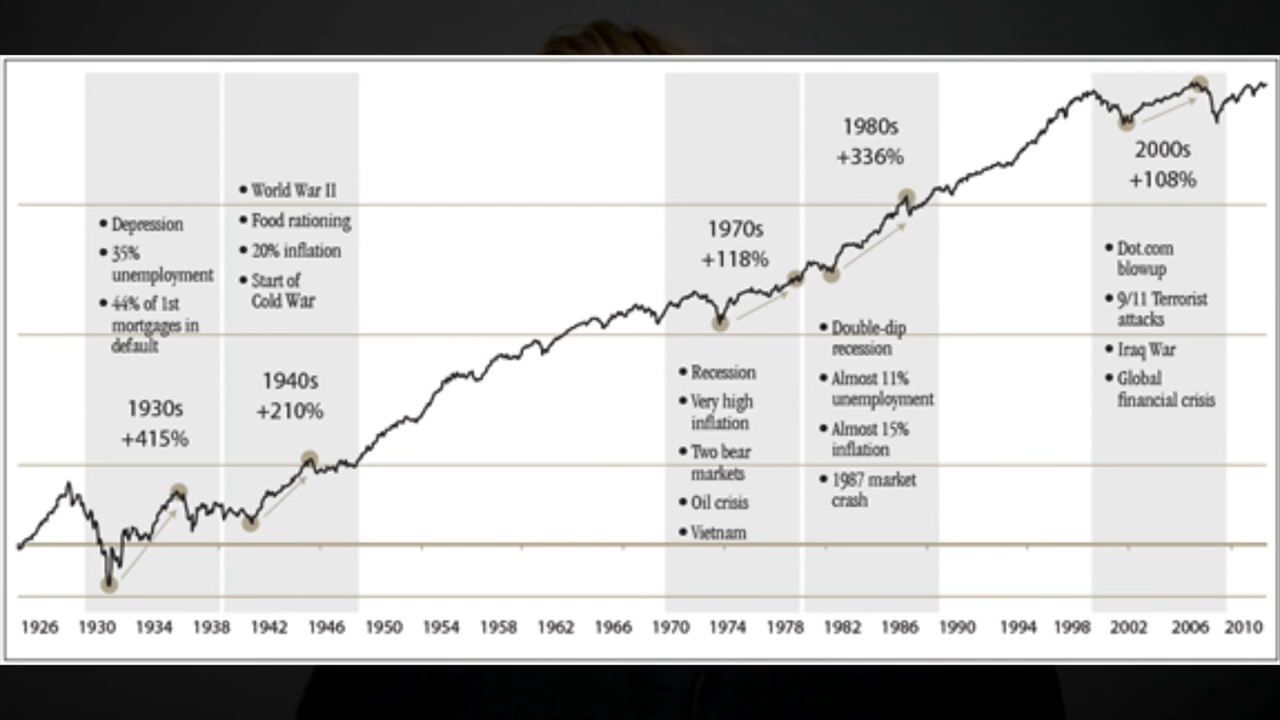 • Depression
• 35%
unemployment
• 44% of 1st
mortgages in
default
1930s
+415%
• World War II
• Food rationing
• 20% inflation
• Start of
Cold War
1940s
+210%
1970s
+118%
• Recession
• Very high
inflation
• Two bear
markets
• Oil crisis
• Vietnam
1980s
+336%
• Double-dip
recession
• Almost 11%
unemployment
• Almost 15%
inflation
• 1987 market
crash
2000s
+108%
• Dot.com
blowup
• 9/11 Terrorist
attacks
• Iraq War
• Global
financial crisis
1926 1930 1934 1938 1942 1946 1950 1954 1958 1962 1966 1970 1974 1978 1982 1986 1990 1994 1998 2002 2006 2010